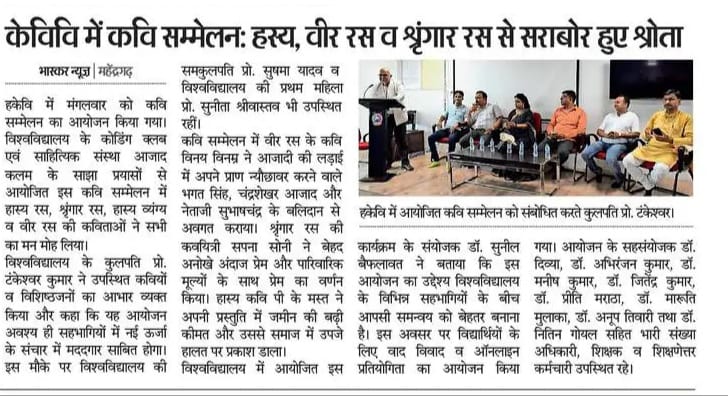 केविवि में कवि सम्मेलन: हस्य, वीर रस व श्रृंगार रस से सराबोर हुए श्रोता
भास्कर न्यूज | महेंद्रगढ़
हकेवि में मंगलवार को कवि
सम्मेलन का आयोजन किया गया।
विश्वविद्यालय के कोडिंग क्लब
एवं साहित्यिक संस्था आजाद
कलम के साझा प्रयासों से
आयोजित इस कवि सम्मेलन में
हास्य रस, श्रृंगार रस, हास्य व्यंग्य
व वीर रस की कविताओं ने सभी
का मन मोह लिया।
विश्वविद्यालय के कुलपति प्रो.
टंकेश्वर कुमार ने उपस्थित कवियों
व विशिष्ठजनों का आभार व्यक्त
किया और कहा कि यह आयोजन
अवश्य ही सहभागियों में नई ऊर्जा
के संचार में मददगार साबित होगा।
इस मौके पर विश्वविद्यालय की
समकुलपति प्रो. सुषमा यादव व
विश्वविद्यालय की प्रथम महिला
प्रो. सुनीता श्रीवास्तव भी उपस्थित
रहीं।
कवि सम्मेलन में वीर रस के कवि
विनय विनम्र ने आजादी की लड़ाई
में अपने प्राण न्यौछावर करने वाले
भगत सिंह, चंद्रशेखर आजाद और
नेताजी सुभाषचंद्र के बलिदान से
अवगत कराया। श्रृंगार रस की
कवयित्री सपना सोनी ने बेहद
अनोखे अंदाज प्रेम और पारिवारिक
मूल्यों के साथ प्रेम का वर्णन
किया। हास्य कवि पी के मस्त ने
अपनी प्रस्तुति में जमीन की बढ़ी
कीमत और उससे समाज में उपजे
हालत पर प्रकाश डाला।
विश्वविद्यालय में आयोजित इस
हकेवि में आयोजित कवि सम्मेलन को संबोधित करते कुलपति प्रो. टंकेश्वर।
कार्यक्रम के संयोजक डॉ. सुनील
बैफलावत ने बताया कि इस
आयोजन का उद्देश्य विश्वविद्यालय
के विभिन्न सहभागियों के बीच
आपसी समन्वय को बेहतर बनाना
है। इस अवसर पर विद्यार्थियों के
लिए वाद विवाद व ऑनलाइन
प्रतियोगिता का आयोजन किया
गया। आयोजन के सहसंयोजक डॉ.
दिव्या, डॉ. अभिरंजन कुमार, डॉ.
मनीष कुमार, डॉ. जितेंद्र कुमार,
डॉ. प्रीति मराठा, डॉ. मारूति
मुलाका, डॉ. अनूप तिवारी तथा डॉ.
नितिन गोयल सहित भारी संख्या
अधिकारी, शिक्षक व शिक्षणेत्तर
कर्मचारी उपस्थित रहे।